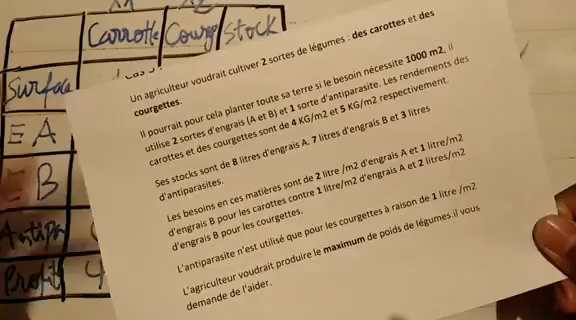 Carrotte Courg stock
Surface
E A
E B
Antipar
Profit 4
Cas 3 :
Un agriculteur voudrait cultiver 2 sortes de légumes : des carottes et des
courgettes.
Il pourrait pour cela planter toute sa terre si le besoin nécessite 1000 m2, il
utilise 2 sortes d'engrais (A et B) et 1 sorte d'antiparasite. Les rendements des
carottes et des courgettes sont de 4 KG/m2 et 5 KG/m2 respectivement.
Ses stocks sont de 8 litres d'engrais A, 7 litres d'engrais B et 3 litres
d'antiparasites.
Les besoins en ces matières sont de 2 litre /m2 d'engrais A et 1 litre/m2
d'engrais B pour les carottes contre 1 litre/m2 d'engrais A et 2 litres/m2
d'engrais B pour les courgettes.
L'antiparasite n'est utilisé que pour les courgettes à raison de 1 litre /m2
L'agriculteur voudrait produire le maximum de poids de légumes.il vous
demande de l'aider.